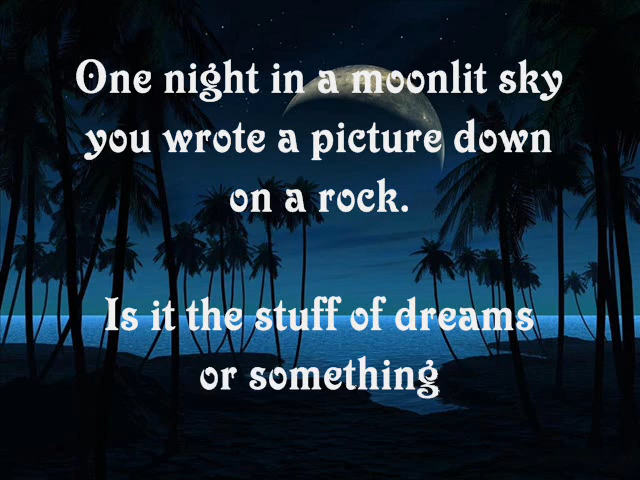 One night in a moonlit sky
you wrote a picture down
on a rock.
Is it the stuff of dreams
or something